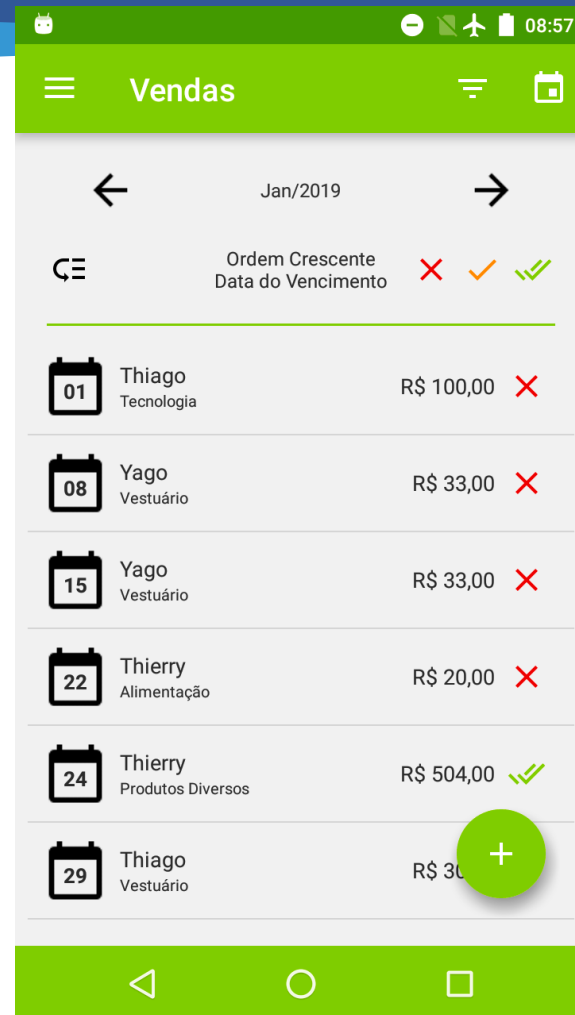 08:57
Vendas
Jan/2019
Ordem Crescente
Data do Vencimento
01
Thiago
Tecnologia
R$ 100,00
08
Yago
Vestuário
R$ 33,00
15
Yago
Vestuário
R$ 33,00
22
Thierry
Alimentação
R$ 20,00
24
Thierry
Produtos Diversos
R$ 504,00
29
Thiago
Vestuário
R$